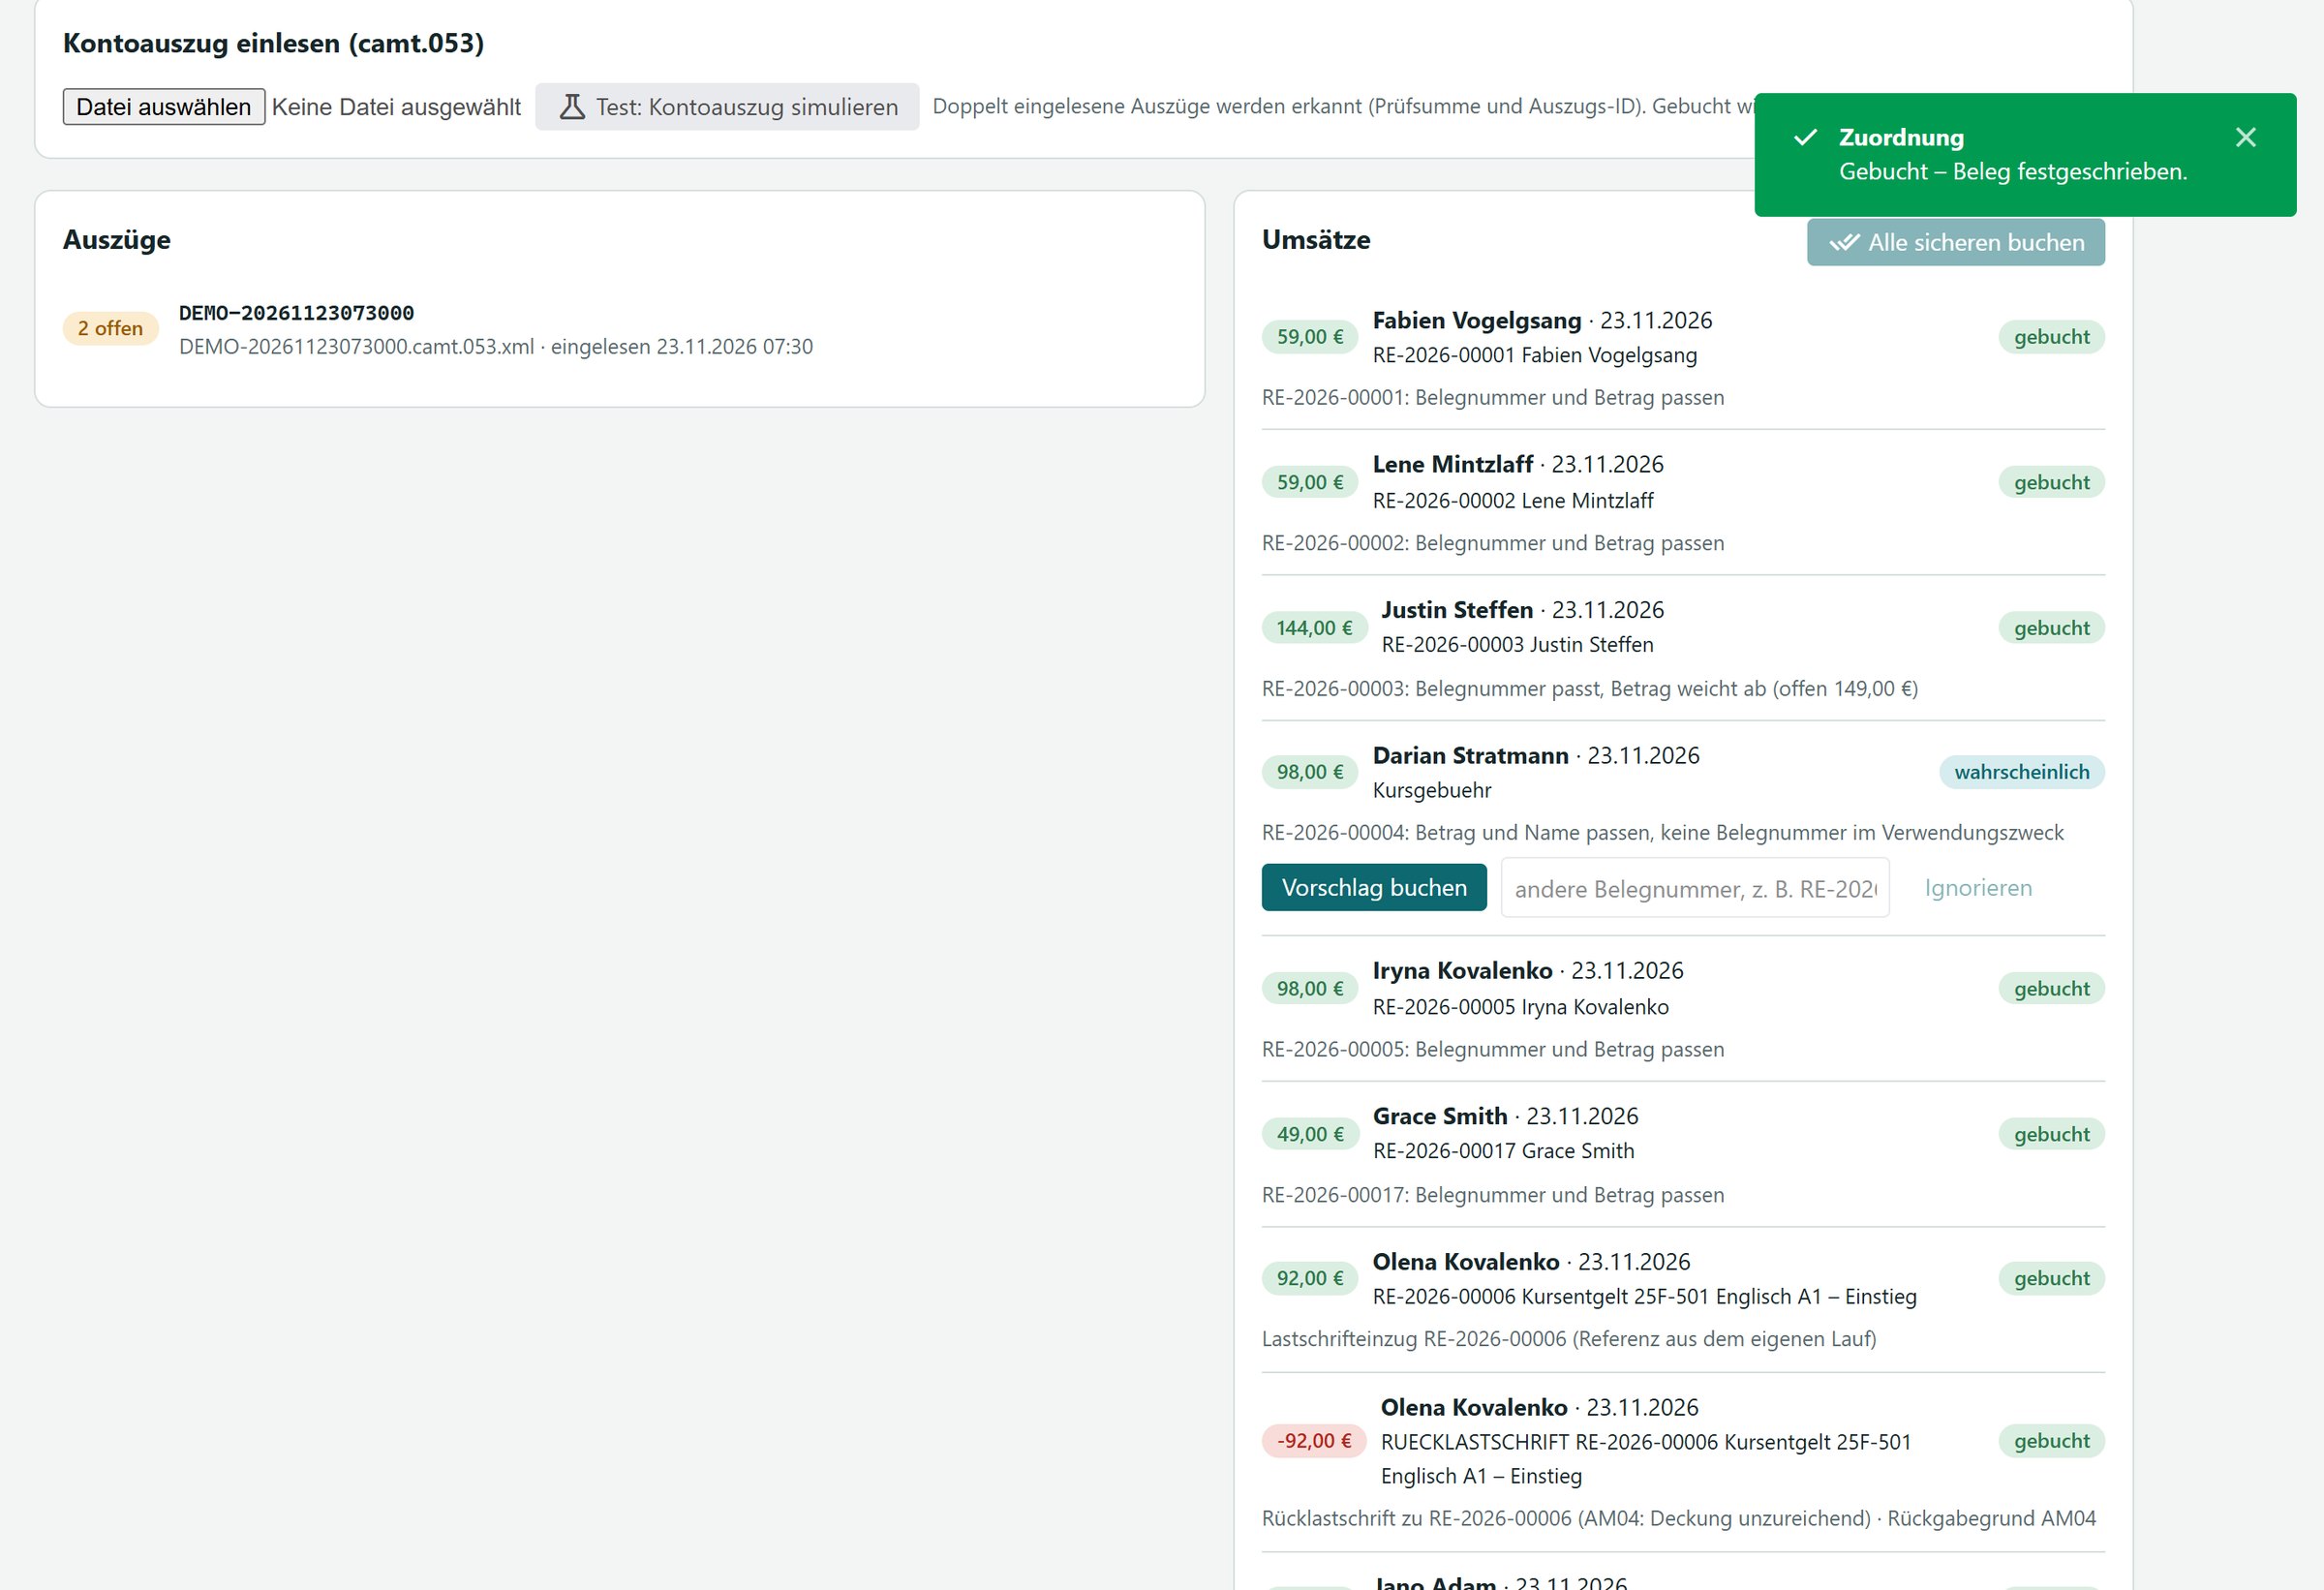 Kontoauszug einlesen (camt.053)
Datei auswählen Keine Datei ausgewählt Test: Kontoauszug simulieren Doppelt eingelesene Auszüge werden erkannt (Prüfsumme und Auszugs-ID). Gebucht
Zuordnung
Gebucht – Beleg festgeschrieben.
Auszüge
2 offen
DEMO-20261123073000
DEMO-20261123073000.camt.053.xml · eingelesen 23.11.2026 07:30
Umsätze
Alle sicheren buchen
59,00 €
Fabien Vogelgsang · 23.11.2026
RE-2026-00001 Fabien Vogelgsang
gebucht
RE-2026-00001: Belegnummer und Betrag passen
59,00 €
Lene Mintzlaff · 23.11.2026
RE-2026-00002 Lene Mintzlaff
gebucht
RE-2026-00002: Belegnummer und Betrag passen
144,00 €
Justin Steffen · 23.11.2026
RE-2026-00003 Justin Steffen
gebucht
RE-2026-00003: Belegnummer passt, Betrag weicht ab (offen 149,00 €)
98,00 €
Darian Stratmann · 23.11.2026
Kursgebuehr
wahrscheinlich
RE-2026-00004: Betrag und Name passen, keine Belegnummer im Verwendungszweck
Vorschlag buchen andere Belegnummer, z. B. RE-202 Ignorieren
98,00 €
Iryna Kovalenko · 23.11.2026
RE-2026-00005 Iryna Kovalenko
gebucht
RE-2026-00005: Belegnummer und Betrag passen
49,00 €
Grace Smith · 23.11.2026
RE-2026-00017 Grace Smith
gebucht
RE-2026-00017: Belegnummer und Betrag passen
92,00 €
Olena Kovalenko · 23.11.2026
RE-2026-00006 Kursentgelt 25F-501 Englisch A1 – Einstieg
gebucht
Lastschrifteinzug RE-2026-00006 (Referenz aus dem eigenen Lauf)
-92,00 €
Olena Kovalenko · 23.11.2026
RUECKLASTSCHRIFT RE-2026-00006 Kursentgelt 25F-501
Englisch A1 – Einstieg
gebucht
Rücklastschrift zu RE-2026-00006 (AM04: Deckung unzureichend) · Rückgabegrund AM04
Jano Adam · 23.11.2026